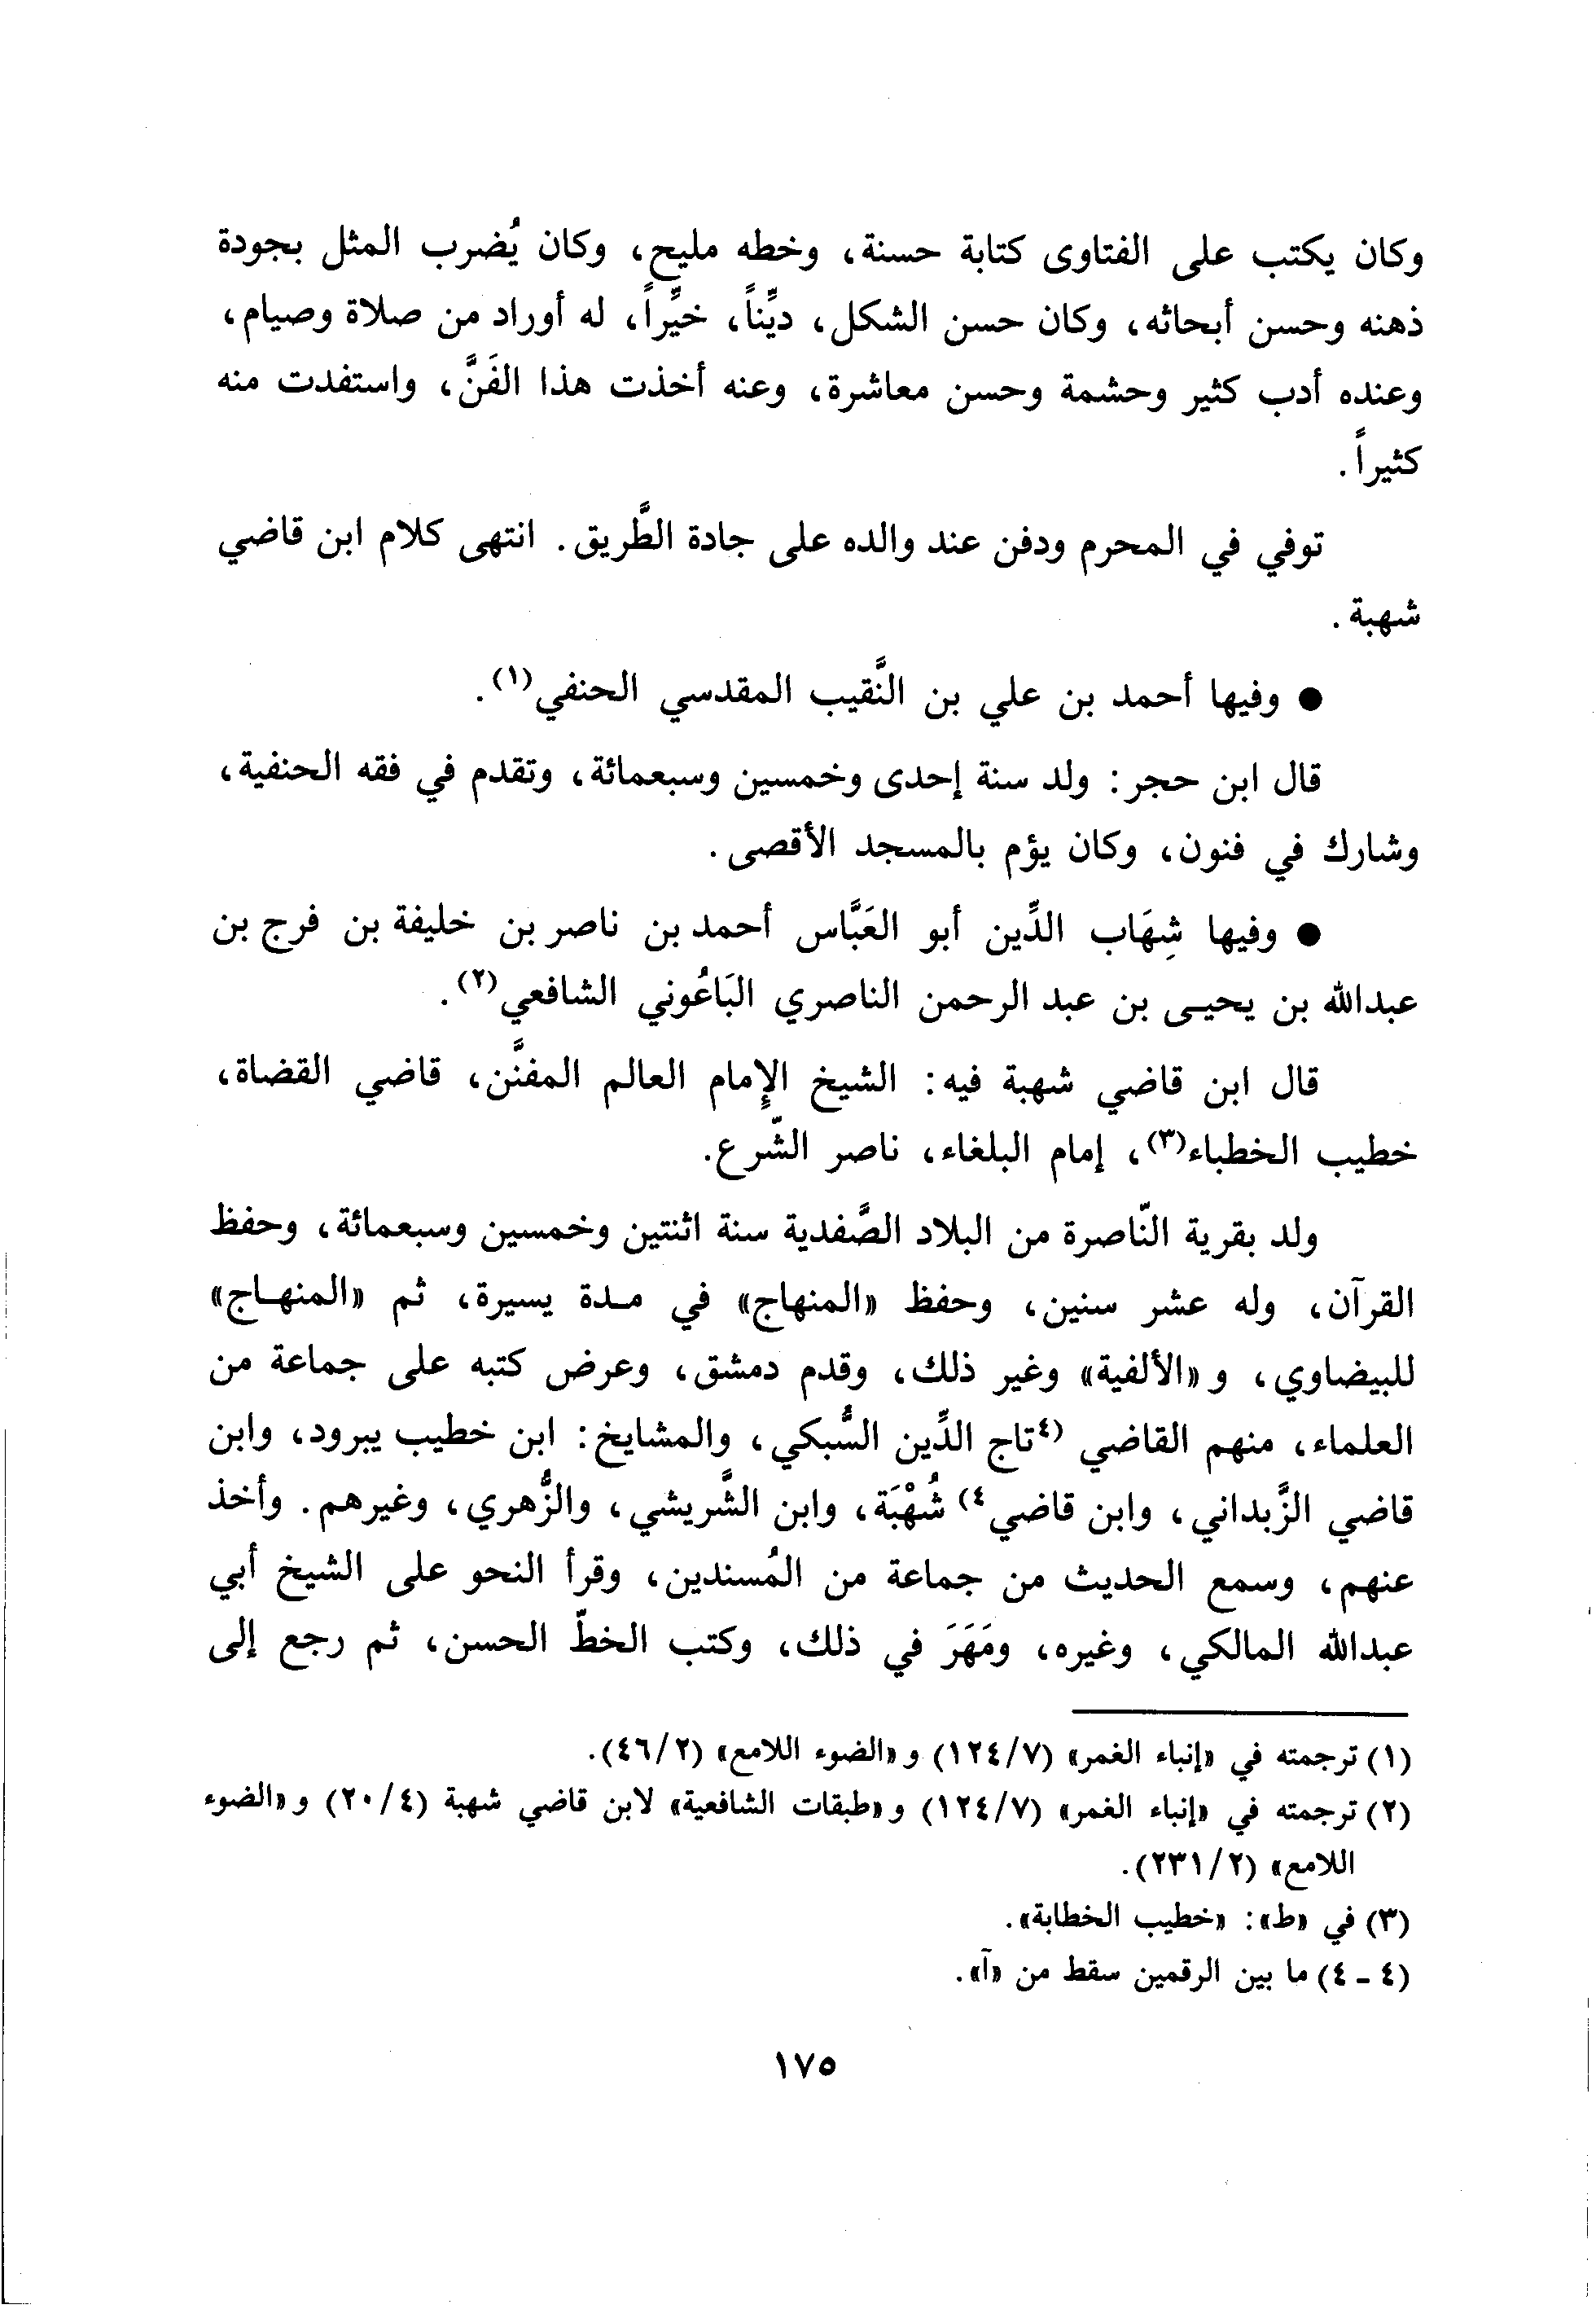 وكان يكتب على الفتاوى كتابة حسنة، وخطه مليح، وكان يُضرب المثل بجودة
ذهنه وحسن أبحاثه، وكان حسن الشكل، ديِّناً، خيِّراً، له أوراد من صلاة وصيام،
وعنده أدب كثير وحشمة وحسن معاشرة، وعنه أخذت هذا الفَنَّ، واستفدت منه
كثيراً.
توفي في المحرم ودفن عند والده على جادة الطَّريق. انتهى كلام ابن قاضي
شهبة.
● وفيها أحمد بن علي بن النَّقيب المقدسي الحنفي(١).
قال ابن حجر: ولد سنة إحدى وخمسين وسبعمائة، وتقدم في فقه الحنفية،
وشارك في فنون، وكان يؤم بالمسجد الأقصى.
● وفيها شِهَاب الدِّين أبو العَبَّاس أحمد بن ناصر بن خليفة بن فرج بن
عبدالله بن يحيـى بن عبد الرحمن الناصري البَاعُوني الشافعي(٢).
قال ابن قاضي شهبة فيه: الشيخ الإِمام العالم المفنَّن، قاضي القضاة،
خطيب الخطباء(٣)، إمام البلغاء، ناصر الشّرع.
ولد بقرية النّاصرة من البلاد الصَّفدية سنة اثنتين وخمسين وسبعمائة، وحفظ
القرآن، وله عشر سنين، وحفظ «المنهاج» في مـدة يسيرة، ثم «المنهـاج»
للبيضاوي، و «الألفية» وغير ذلك، وقدم دمشق، وعرض كتبه على جماعة من
العلماء، منهم القاضي (٤تاج الدِّين السُّبكي، والمشايخ: ابن خطيب يبرود، وابن
قاضي الزَّبداني، وابن قاضي٤) شُهْبَة، وابن الشَّريشي، والزُّهري، وغيرهم. وأخذ
عنهم، وسمع الحديث من جماعة من المُسندين، وقرأ النحو على الشيخ أبي
عبدالله المالكي، وغيره، ومَهَرَ في ذلك، وكتب الخطّ الحسن، ثم رجع إلى
(١) ترجمته في «إنباء الغمر» (١٢٤/٧) و «الضوء اللامع» (٤٦/٢).
(٢) ترجمته في «إنباء الغمر» (١٢٤/٧) و «طبقات الشافعية» لابن قاضي شهبة (٢٠/٤) و «الضوء
اللامع» (٢٣١/٢).
(٣) في «ط»: «خطيب الخطابة».
(٤ ـ ٤) ما بين الرقمين سقط من «آ».
١٧٥